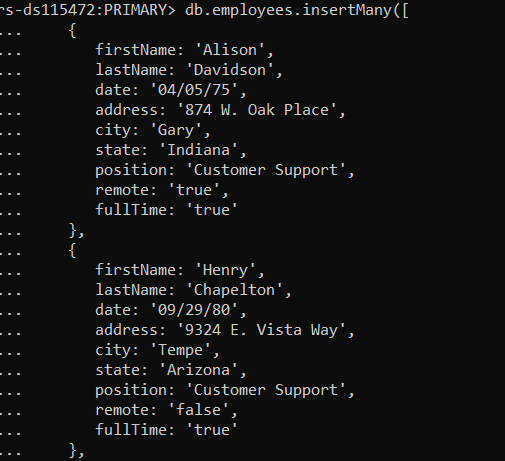 rs-ds115472:PRIMARY> db.employees.insertMany([
... {
... firstName: 'Alison',
... lastName: 'Davidson',
... date: '04/05/75',
... address: '874 W. Oak Place',
... city: 'Gary',
... state: 'Indiana',
... position: 'Customer Support',
... remote: 'true',
... fullTime: 'true'
... },
... {
... firstName: 'Henry',
... lastName: 'Chapelton',
... date: '09/29/80',
... address: '9324 E. Vista Way',
... city: 'Tempe',
... state: 'Arizona',
... position: 'Customer Support',
... remote: 'false',
... fullTime: 'true'
... },